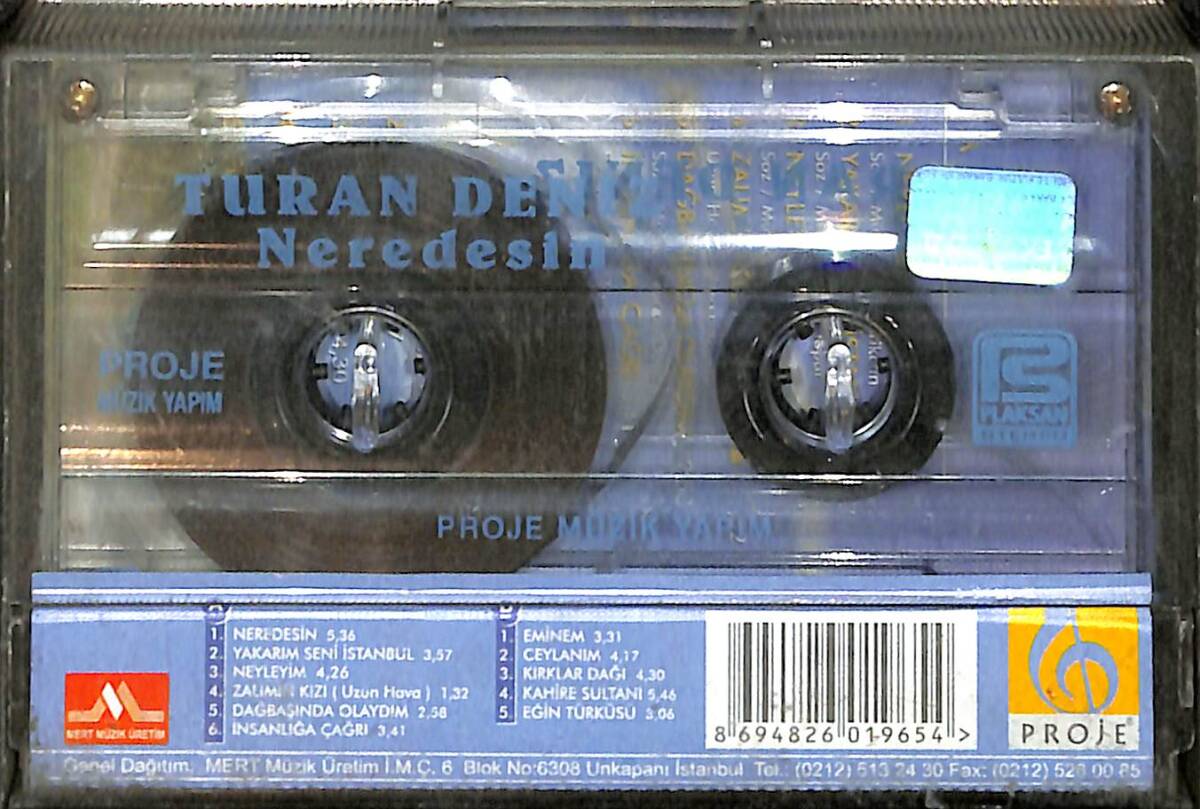 TURAN DENİZ
Neredesin
PROJE
MÜZİK YAPIM
PLAKSAN
PROJE MÜZİK YAPIM
A
1. NEREDESİN 5,36
2. YAKARIM SENİ İSTANBUL 3,57
3. NEYLEYİM 4,26
4. ZALIMIN KIZI ( Uzun Hava ) 1,32
5. DAĞBAŞINDA OLAYDIM 2,58
6. İNSANLIĞA ÇAĞRI 3,41
B
1. EMİNEM 3,31
2. CEYLANIM 4,17
3. KIRKLAR DAĞI 4,30
4. KAHİRE SULTANI 5,46
5. EĞİN TÜRKÜSÜ 3,06
8 694826 019654 >
PROJE
MERT MÜZİK ÜRETİM
Genel Dağıtım. MERT Müzik Üretim İ.M.Ç. 6 Blok No:6308 Unkapanı İstanbul Tel.: (0212) 513 24 30 Fax: (0212) 528 00 85